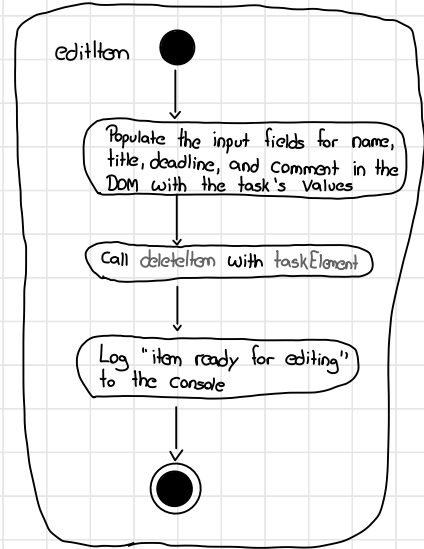 editItem
Populate the input fields for name,
title, deadline, and comment in the
DOM with the task's values
Call deleteItem with taskElement
Log "item ready for editing"
to the console